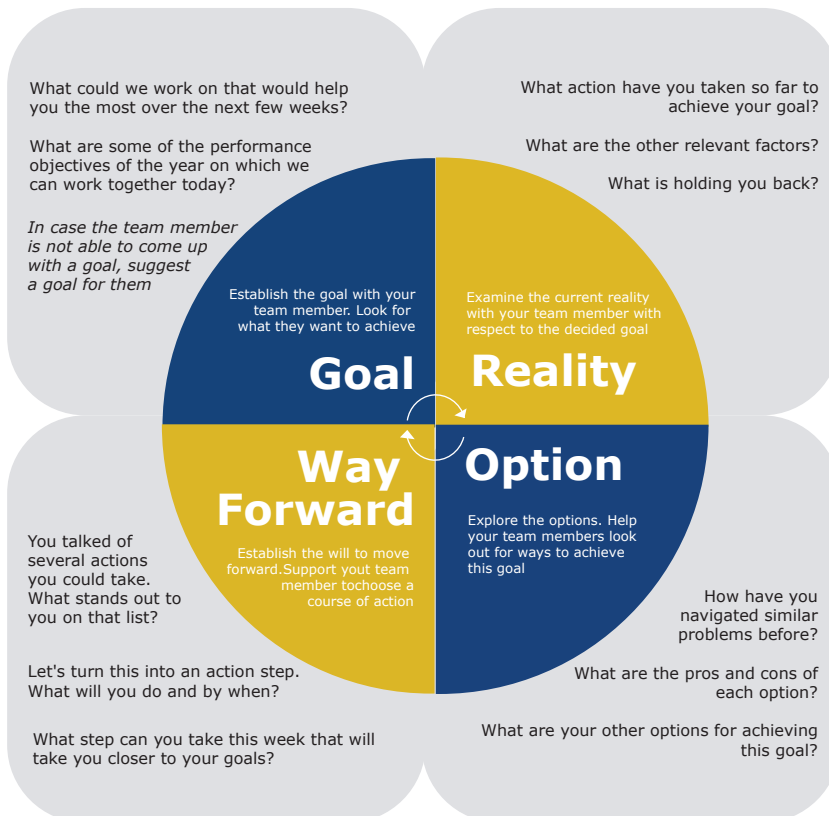 What could we work on that would help
you the most over the next few weeks?
What are some of the performance
objectives of the year on which we
can work together today?
In case the team member
is not able to come up
with a goal, suggest
a goal for them
Establish the goal with your
team member. Look for
what they want to achieve
Goal
What action have you taken so far to
achieve your goal?
What are the other relevant factors?
What is holding you back?
Examine the current reality
with your team member with
respect to the decided goal
Reality
Way
Forward
Establish the will to move
forward.Support yout team
member tochoose a
course of action
You talked of
several actions
you could take.
What stands out to
you on that list?
Let's turn this into an action step.
What will you do and by when?
What step can you take this week that will
take you closer to your goals?
Option
Explore the options. Help
your team members look
out for ways to achieve
this goal
How have you
navigated similar
problems before?
What are the pros and cons of
each option?
What are your other options for achieving
this goal?